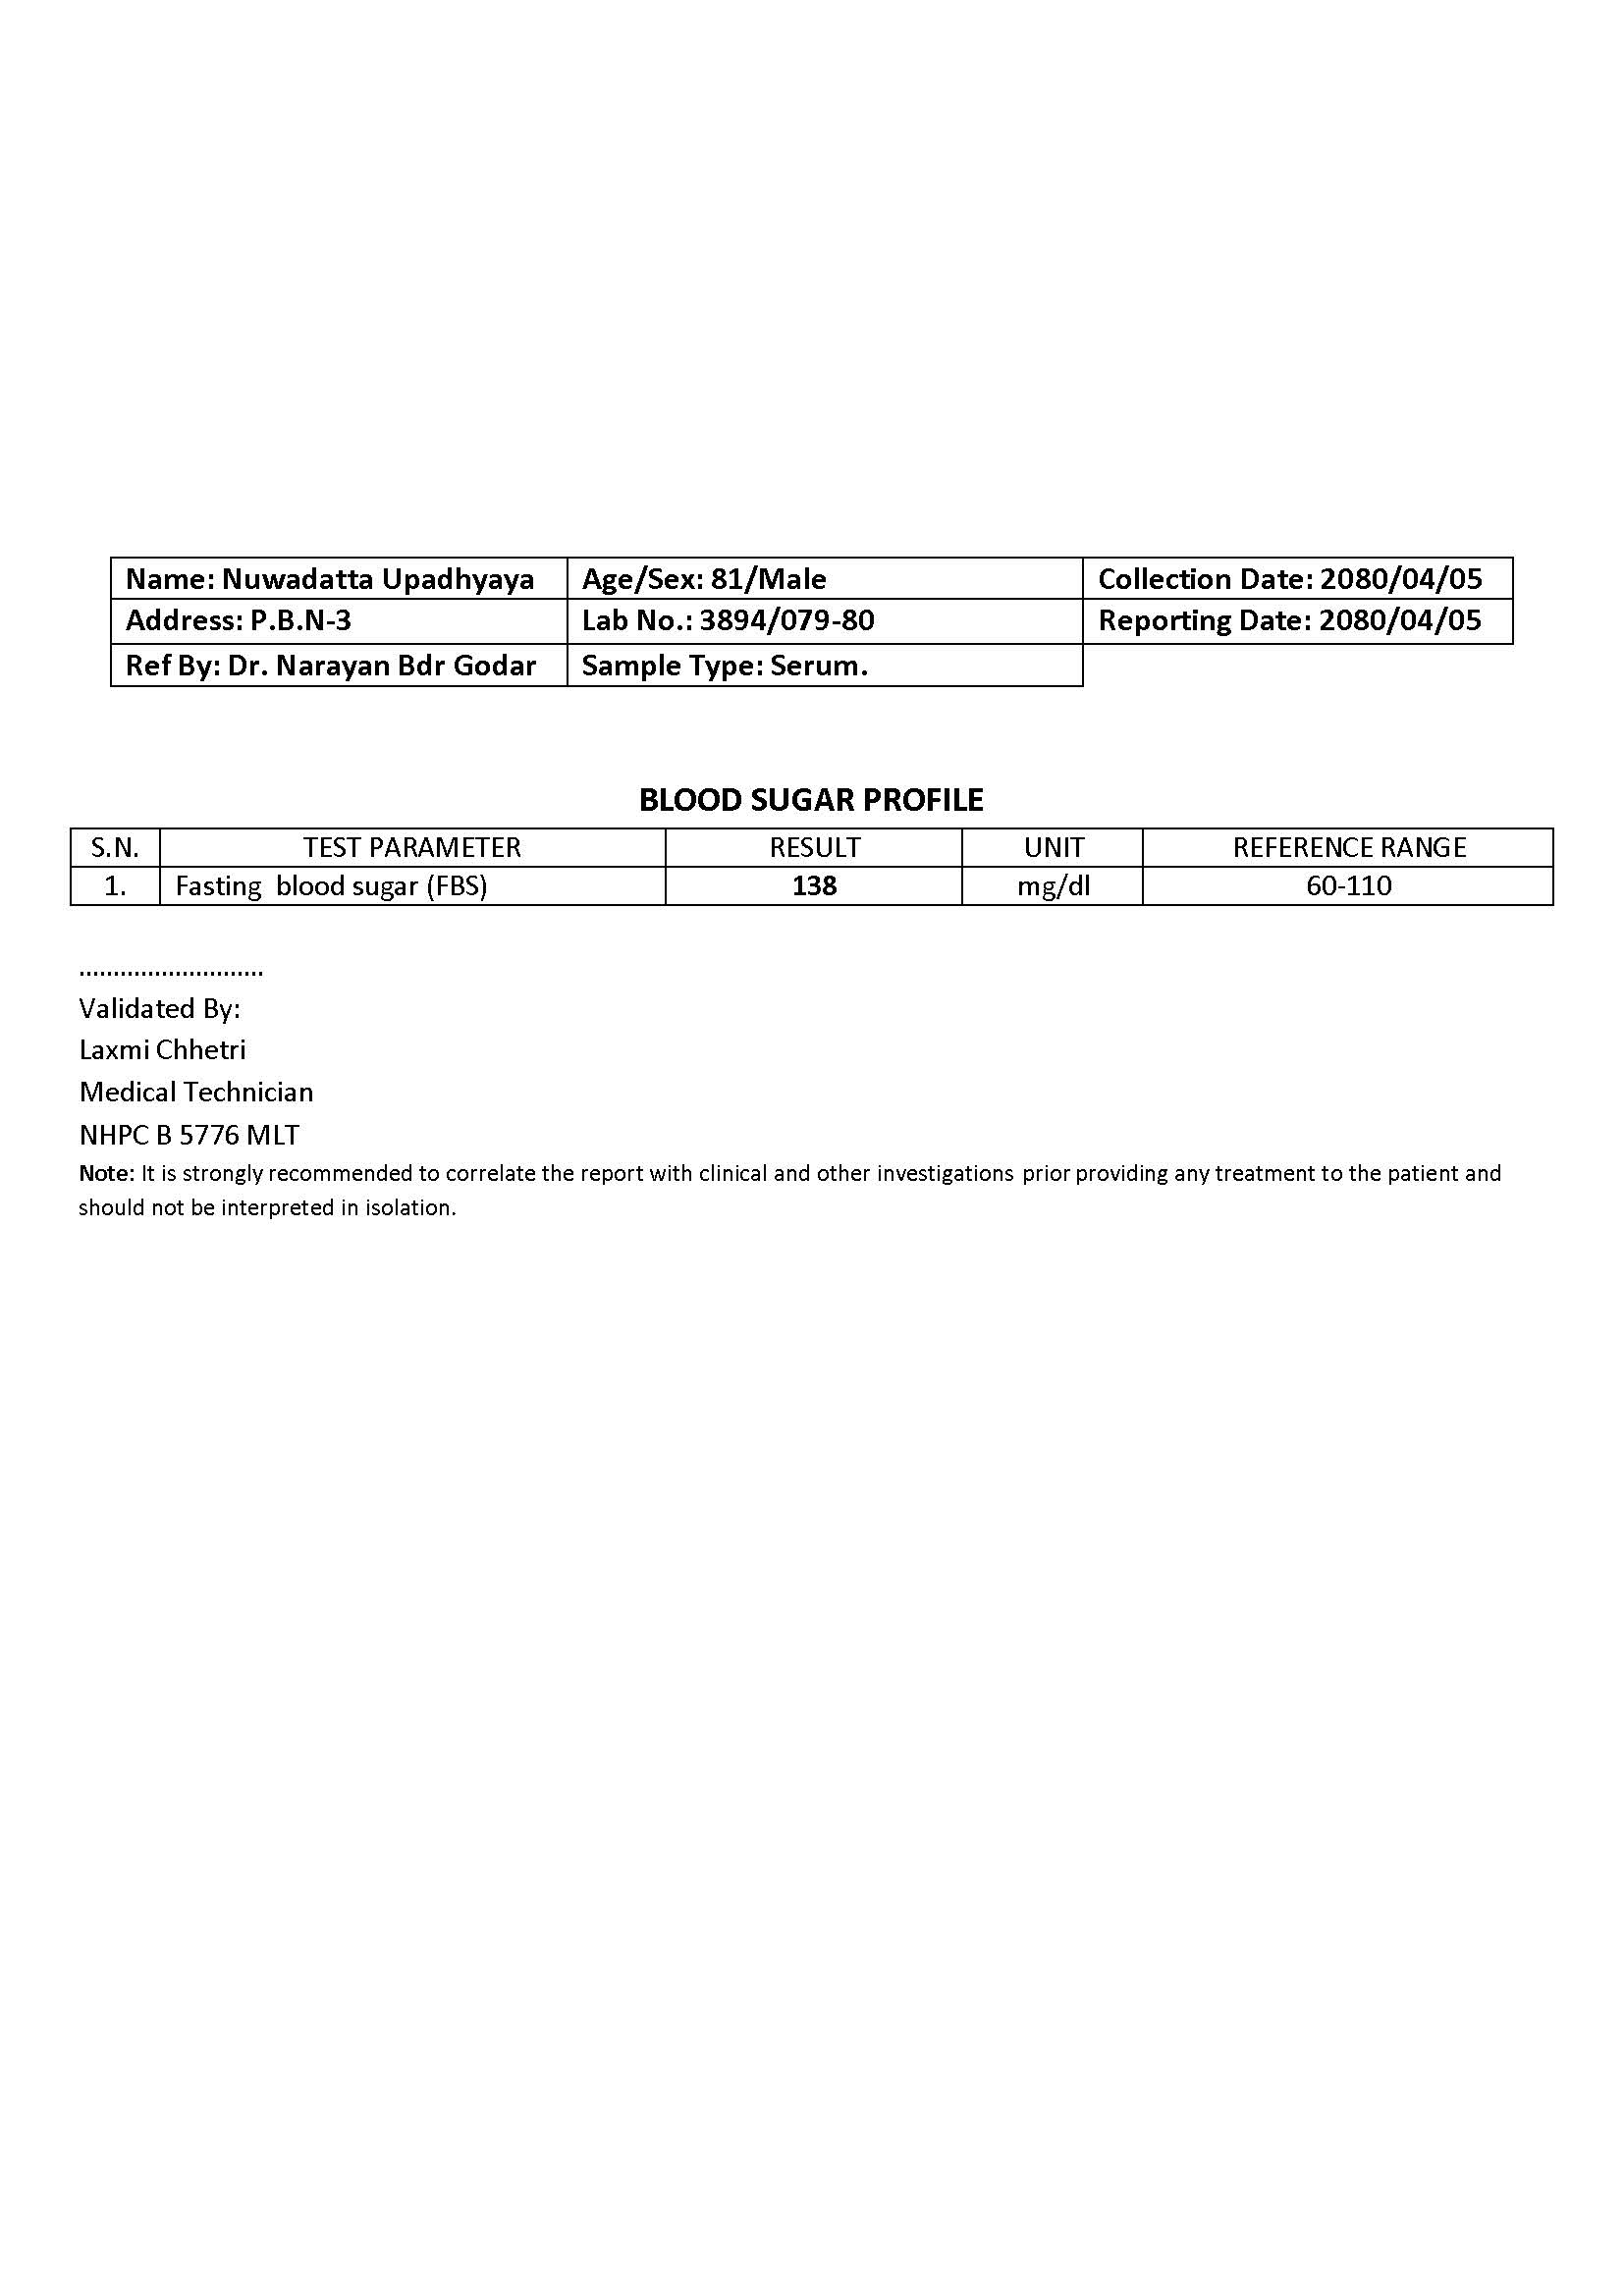 Name: Nuwadatta Upadhyaya Age/Sex: 81/Male Collection Date: 2080/04/05
Address: P.B.N-3 Lab No.: 3894/079-80 Reporting Date: 2080/04/05
Ref By: Dr. Narayan Bdr Godar Sample Type: Serum.
BLOOD SUGAR PROFILE
S.N. TEST PARAMETER RESULT UNIT REFERENCE RANGE
1. Fasting blood sugar (FBS) 138 mg/dl 60-110
...........................
Validated By:
Laxmi Chhetri
Medical Technician
NHPC B 5776 MLT
Note: It is strongly recommended to correlate the report with clinical and other investigations prior providing any treatment to the patient and
should not be interpreted in isolation.